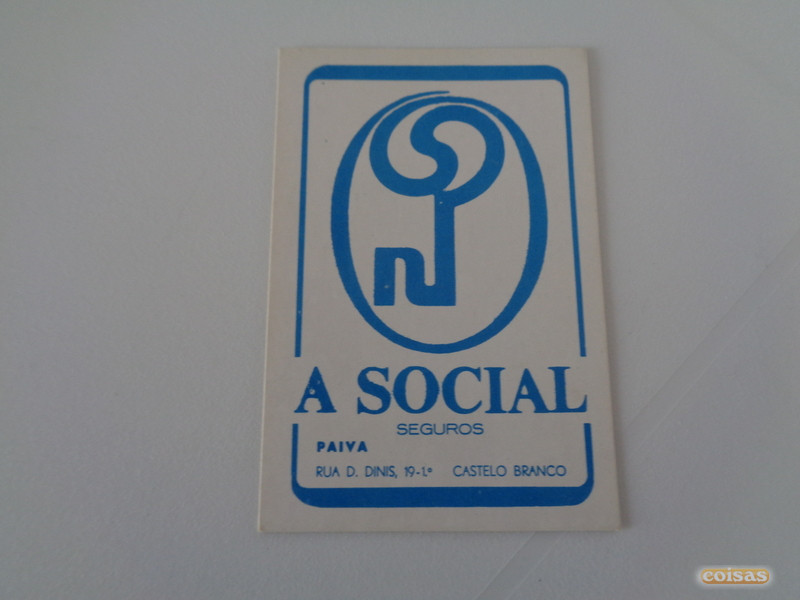 A SOCIAL
SEGUROS
PAIVA
RUA D. DINIS, 19-1.º CASTELO BRANCO
coisas